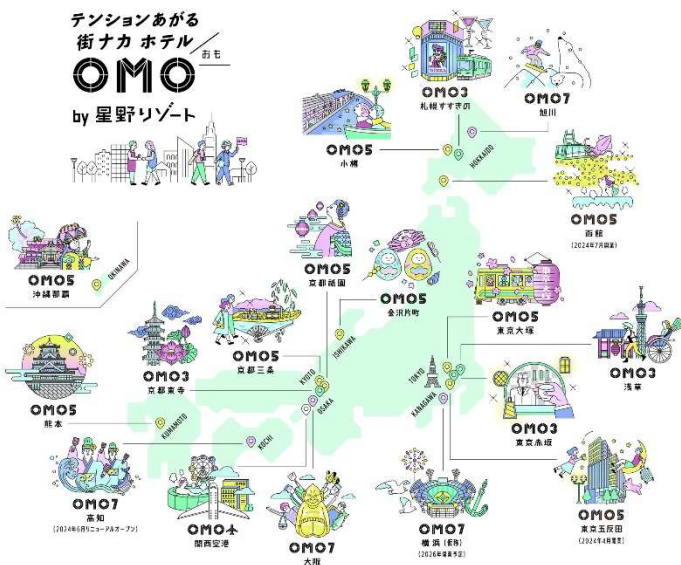 テンションあがる
街ナカ ホテル
おも
OMO
by 星野リゾート
OMO3
札幌すすきの
OMO7
旭川
OMO5
小樽
HOKKAIDO
OMO5
函館
(2024年7月開業)
OMO5
沖縄那覇
OKINAWA
OMO5
京都祇園
OMO5
金沢片町
OMO5
東京大塚
OMO3
京都東寺
OMO5
京都三条
ISHIKAWA
OMO3
浅草
OMO5
熊本
KUMAMOTO
KOCHI
KYOTO
OSAKA
TOKYO
KANAGAWA
OMO3
東京赤坂
OMO7
高知
(2024年6月リニューアルオープン)
OMO
関西空港
OMO7
大阪
OMO7
横浜(仮称)
(2026年開業予定)
OMO5
東京五反田
(2024年4月開業)